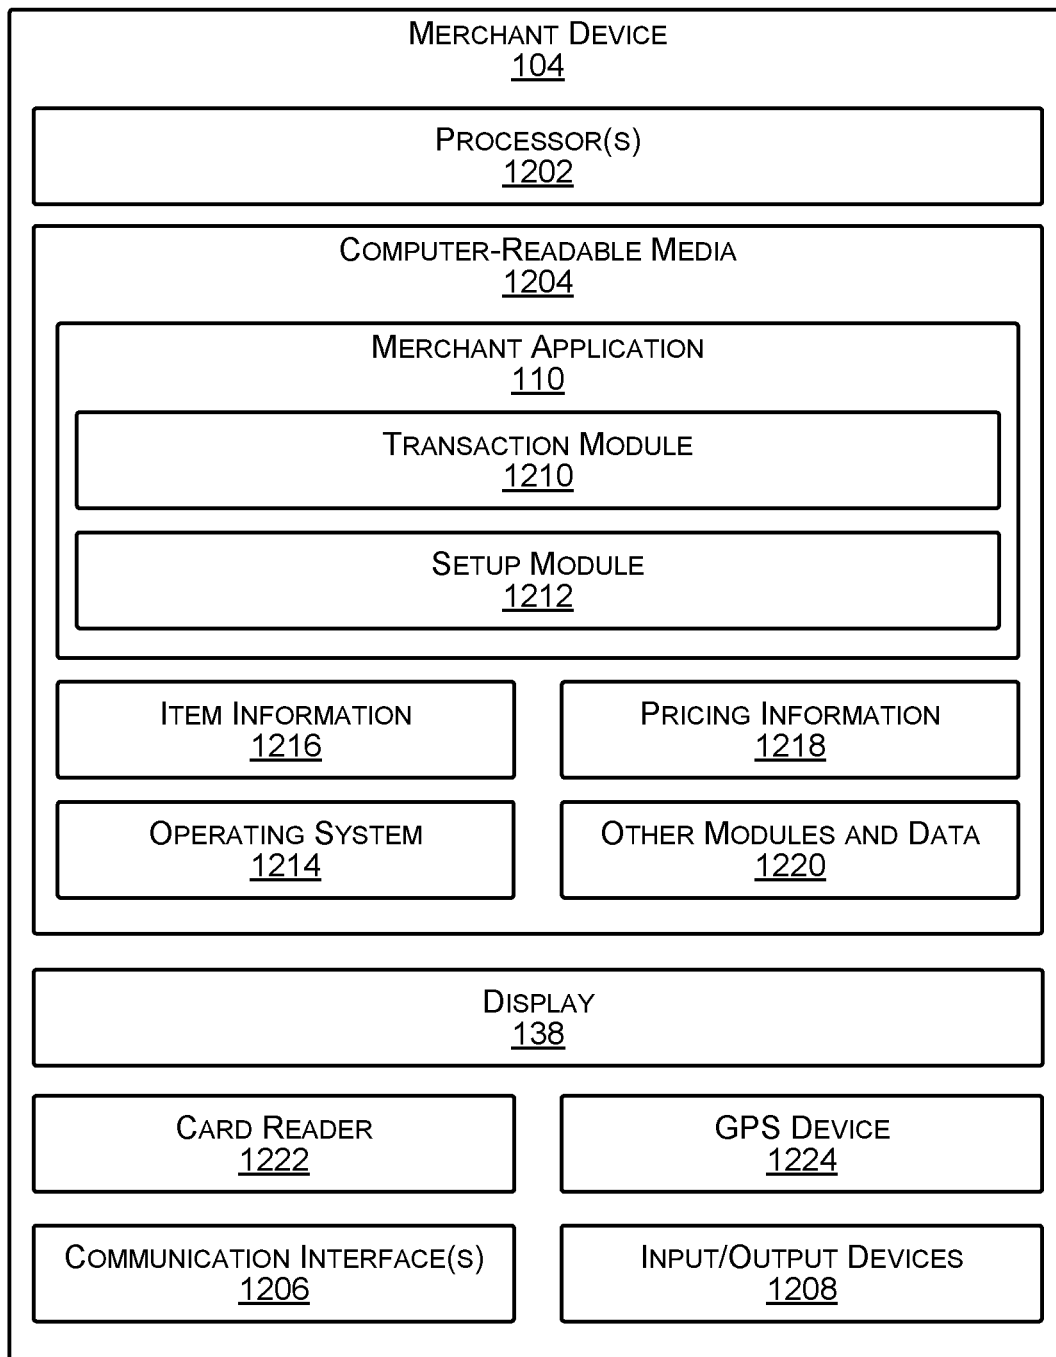 Merchant Device
104
Processor(s)
1202
Computer-Readable Media
1204
Merchant Application
110
Transaction Module
1210
Setup Module
1212
Item Information
1216
Pricing Information
1218
Operating System
1214
Other Modules and Data
1220
Display
138
Card Reader
1222
GPS Device
1224
Communication Interface(s)
1206
Input/Output Devices
1208